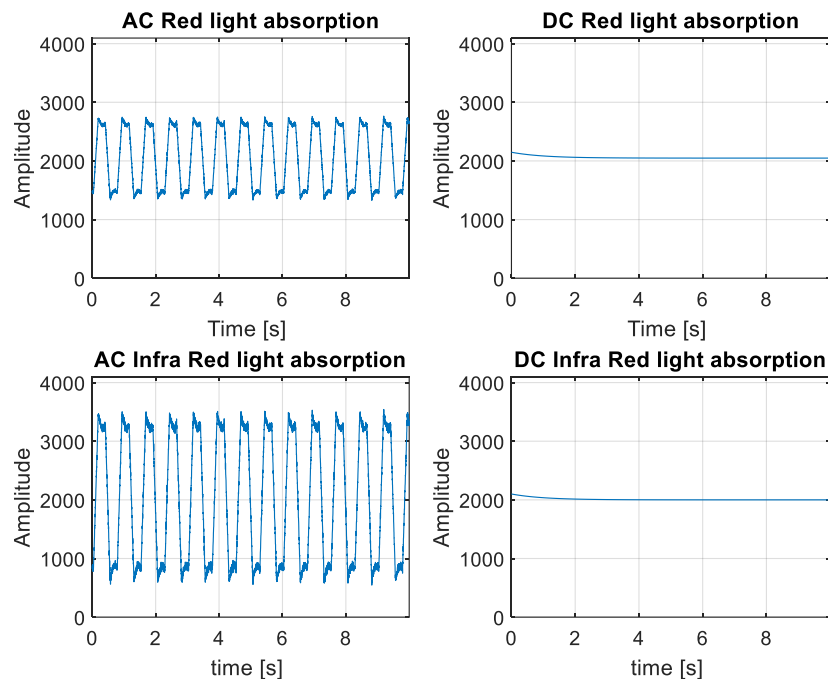 AC Red light absorption
4000
3000
2000
1000
0
Amplitude
0 2 4 6 8
Time [s]
DC Red light absorption
4000
3000
2000
1000
0
Amplitude
0 2 4 6 8
Time [s]
AC Infra Red light absorption
4000
3000
2000
1000
0
Amplitude
0 2 4 6 8
time [s]
DC Infra Red light absorption
4000
3000
2000
1000
0
Amplitude
0 2 4 6 8
time [s]